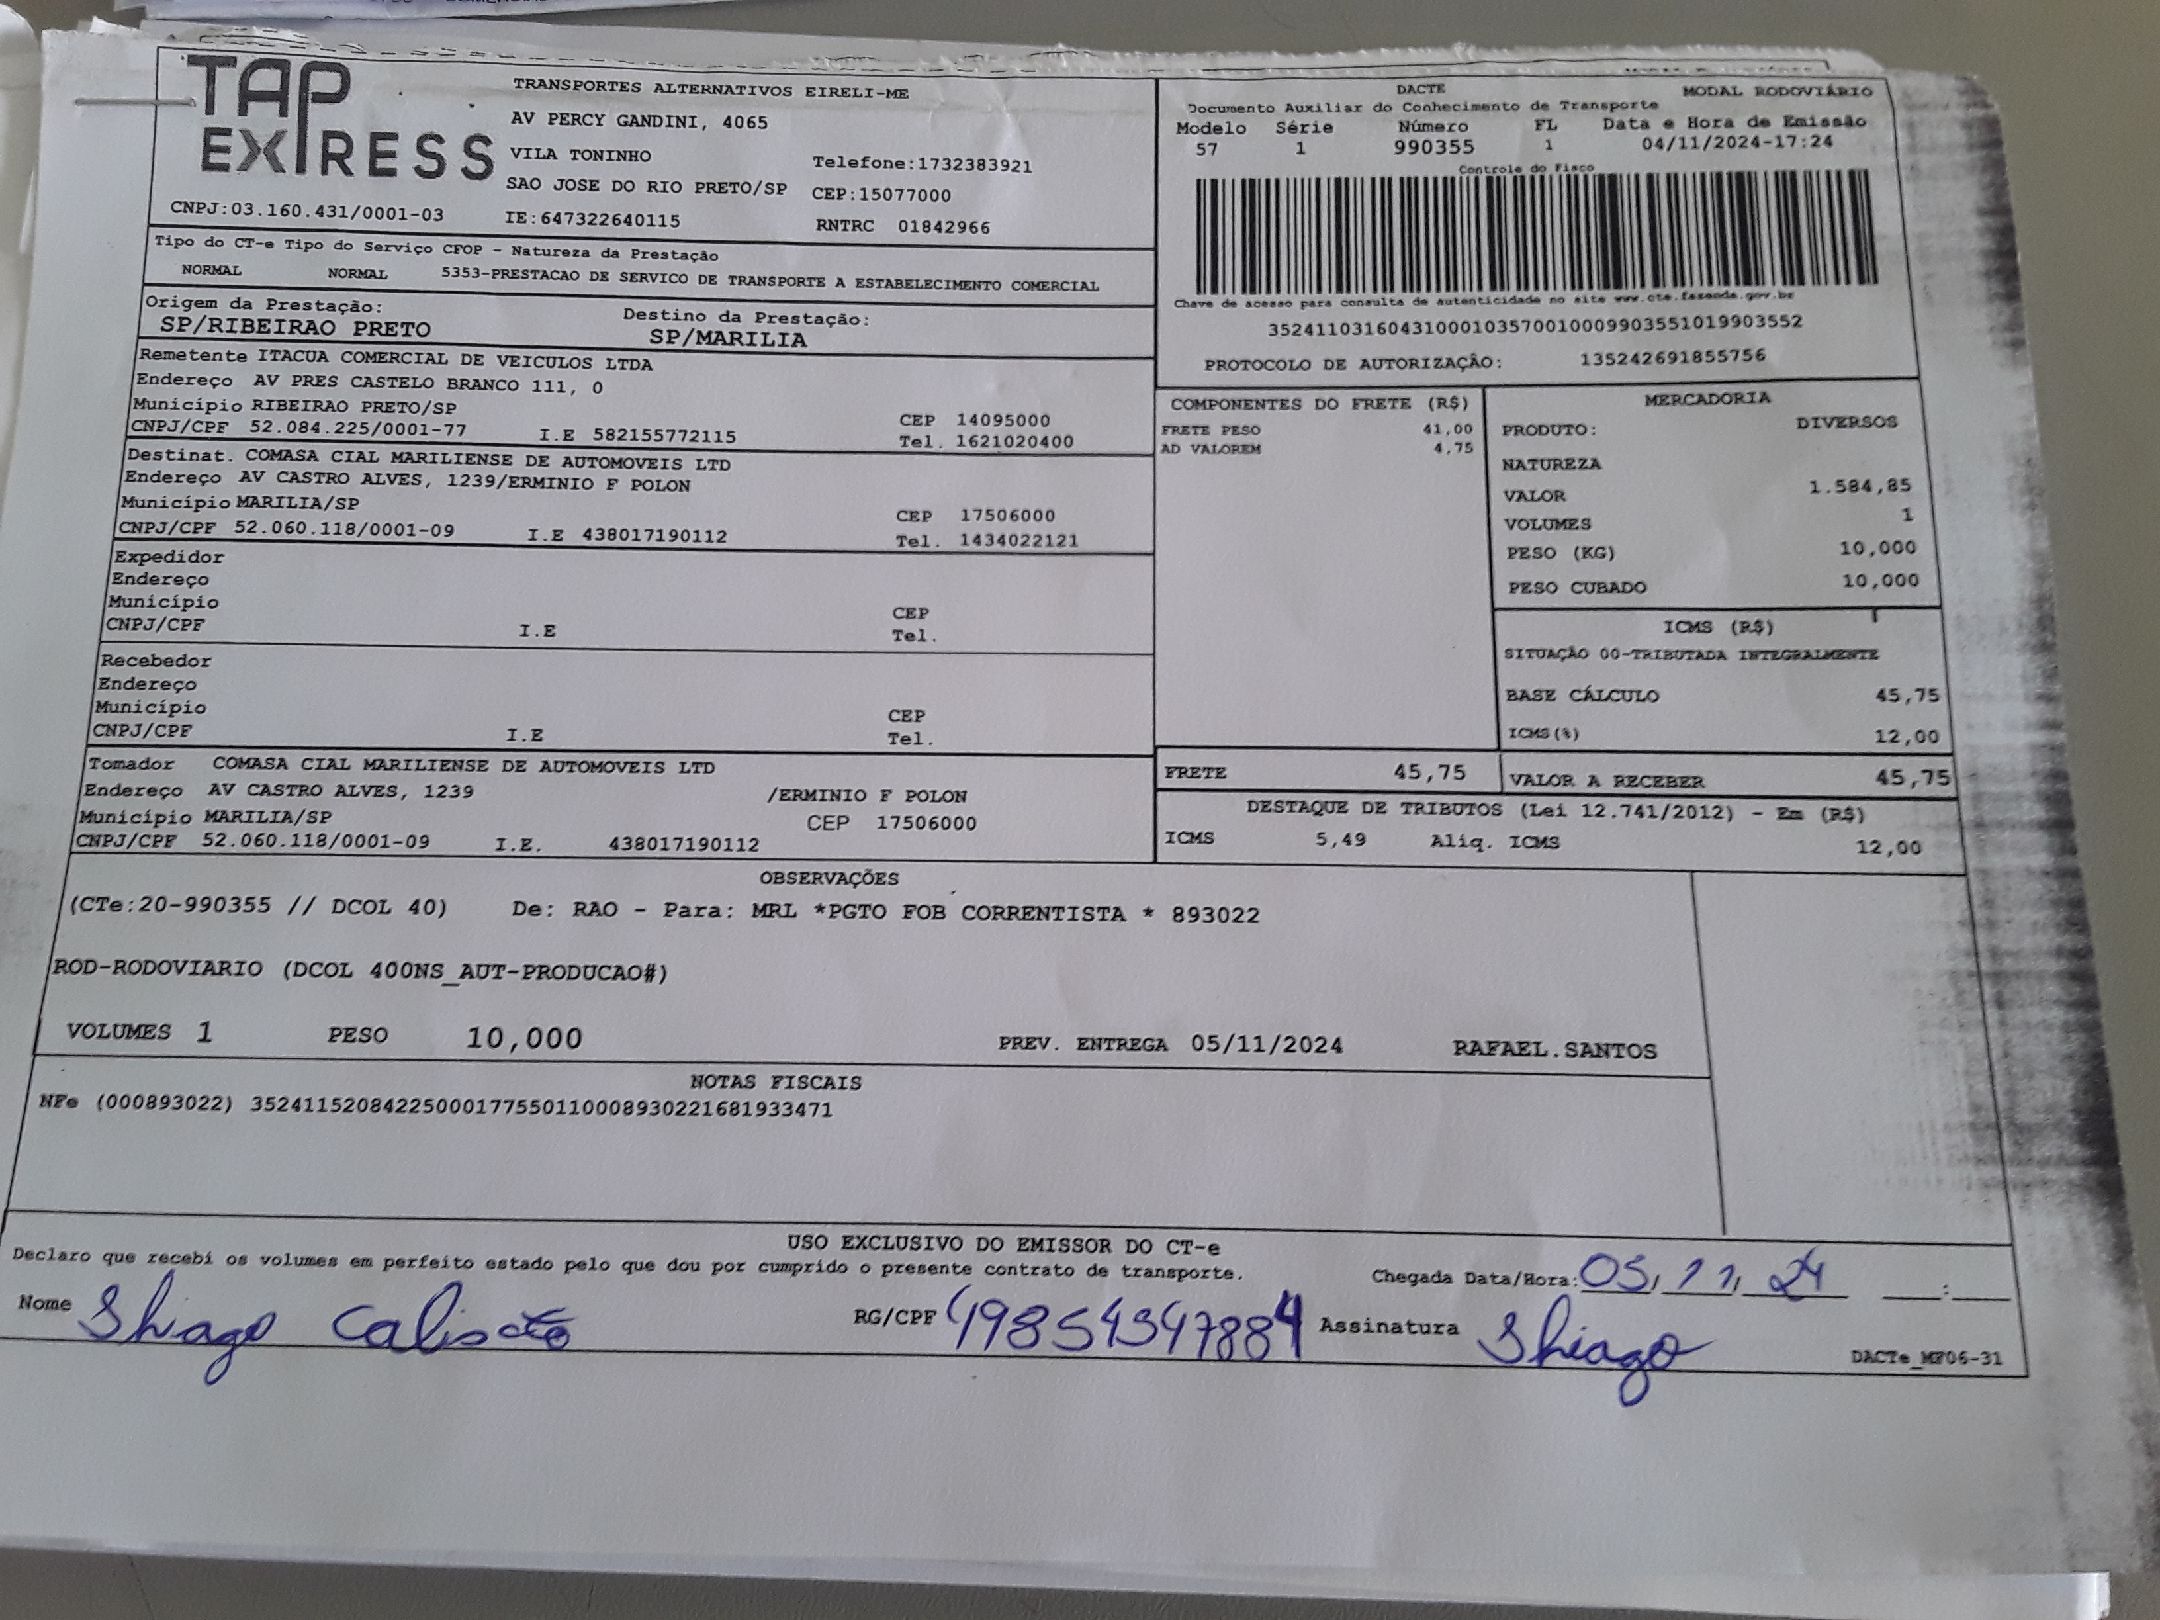 TAP EXPRESS
TRANSPORTES ALTERNATIVOS EIRELI-ME
AV PERCY GANDINI, 4065
VILA TONINHO
Telefone:1732383921
SAO JOSE DO RIO PRETO/SP CEP:15077000
CNPJ:03.160.431/0001-03 IE:647322640115 RNTRC 01842966
DACTE MODAL RODOVIÁRIO
Documento Auxiliar do Conhecimento de Transporte
Modelo Série Número FL Data e Hora de Emissão
57 1 990355 1 04/11/2024-17:24
Controle do Fisco
Chave de acesso para consulta de autenticidade no site www.cte.fazenda.gov.br
35241103160431000103570010009903551019903552
PROTOCOLO DE AUTORIZAÇÂO: 135242691855756
Tipo do CT-e Tipo do Serviço CFOP - Natureza da Prestação
NORMAL NORMAL 5353-PRESTACAO DE SERVICO DE TRANSPORTE A ESTABELECIMENTO COMERCIAL
Origem da Prestação: Destino da Prestação:
SP/RIBEIRAO PRETO SP/MARILIA
Remetente ITACUA COMERCIAL DE VEICULOS LTDA
Endereço AV PRES CASTELO BRANCO 111, 0
Município RIBEIRAO PRETO/SP CEP 14095000
CNPJ/CPF 52.084.225/0001-77 I.E 582155772115 Tel. 1621020400
Destinat. COMASA CIAL MARILIENSE DE AUTOMOVEIS LTD
Endereço AV CASTRO ALVES, 1239/ERMINIO F POLON
Município MARILIA/SP CEP 17506000
CNPJ/CPF 52.060.118/0001-09 I.E 438017190112 Tel. 1434022121
Expedidor
Endereço
Município CEP
CNPJ/CPF I.E Tel.
Recebedor
Endereço
Município CEP
CNPJ/CPF I.E Tel.
Tomador COMASA CIAL MARILIENSE DE AUTOMOVEIS LTD
Endereço AV CASTRO ALVES, 1239 /ERMINIO F POLON
Município MARILIA/SP CEP 17506000
CNPJ/CPF 52.060.118/0001-09 I.E. 438017190112
COMPONENTES DO FRETE (R$)
FRETE PESO 41,00
AD VALOREM 4,75
MERCADORIA
PRODUTO: DIVERSOS
NATUREZA
VALOR 1.584,85
VOLUMES 1
PESO (KG) 10,000
PESO CUBADO 10,000
ICMS (R$)
SITUAÇÃO 00-TRIBUTADA INTEGRALMENTE
BASE CÁLCULO 45,75
ICMS(%) 12,00
FRETE 45,75 VALOR A RECEBER 45,75
DESTAQUE DE TRIBUTOS (Lei 12.741/2012) - Em (R$)
ICMS 5,49 Aliq. ICMS 12,00
OBSERVAÇÕES
(CTe:20-990355 // DCOL 40) De: RAO - Para: MRL *PGTO FOB CORRENTISTA * 893022
ROD-RODOVIARIO (DCOL 400NS_AUT-PRODUCAO#)
VOLUMES 1 PESO 10,000 PREV. ENTREGA 05/11/2024 RAFAEL.SANTOS
NOTAS FISCAIS
NFe (000893022) 35241152084225000177550110008930221681933471
USO EXCLUSIVO DO EMISSOR DO CT-e
Declaro que recebi os volumes em perfeito estado pelo que dou por cumprido o presente contrato de transporte.
Chegada Data/Hora: 05/11/24 __:__
Nome Thiago Calisto RG/CPF 49854547884 Assinatura Thiago
DACTe_MF06-31